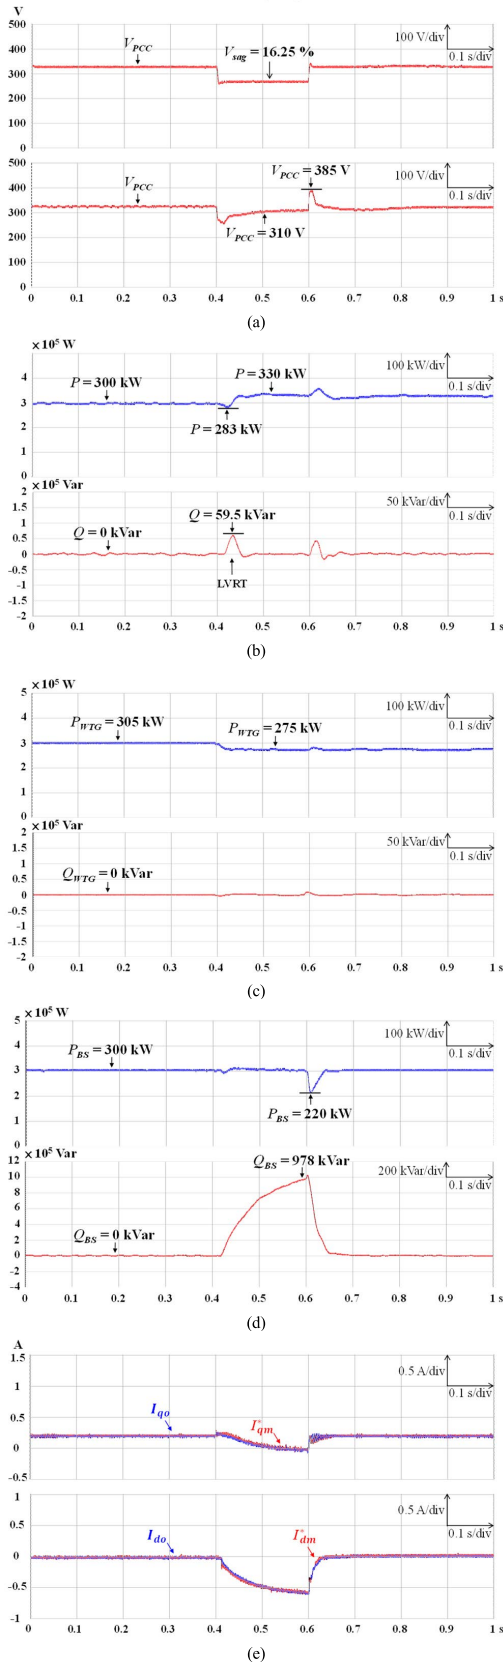 V
500
400
300
200
100
0
V_PCC
V_sag = 16.25 %
100 V/div
0.1 s/div
500
400
300
200
100
0
V_PCC
V_PCC = 385 V
V_PCC = 310 V
100 V/div
0.1 s/div
0 0.1 0.2 0.3 0.4 0.5 0.6 0.7 0.8 0.9 1 s
(a)
× 10⁵ W
4
3
2
1
0
P = 300 kW
P = 330 kW
P = 283 kW
100 kW/div
0.1 s/div
× 10⁵ Var
2
1.5
1
0.5
0
-0.5
-1
-1.5
-2
Q = 0 kVar
Q = 59.5 kVar
LVRT
50 kVar/div
0.1 s/div
0 0.1 0.2 0.3 0.4 0.5 0.6 0.7 0.8 0.9 1 s
(b)
× 10⁵ W
5
4
3
2
1
0
P_WTG = 305 kW
P_WTG = 275 kW
100 kW/div
0.1 s/div
× 10⁵ Var
2
1.5
1
0.5
0
-0.5
-1
-1.5
-2
Q_WTG = 0 kVar
50 kVar/div
0.1 s/div
0 0.1 0.2 0.3 0.4 0.5 0.6 0.7 0.8 0.9 1 s
(c)
× 10⁵ W
5
4
3
2
1
0
P_BS = 300 kW
P_BS = 220 kW
100 kW/div
0.1 s/div
× 10⁵ Var
12
10
8
6
4
2
0
-2
-4
Q_BS = 0 kVar
Q_BS = 978 kVar
200 kVar/div
0.1 s/div
0 0.1 0.2 0.3 0.4 0.5 0.6 0.7 0.8 0.9 1 s
(d)
A
1.5
1
0.5
0
-0.5
I_qo
I*_qm
0.5 A/div
0.1 s/div
1
0.5
0
-0.5
-1
I_do
I*_dm
0.5 A/div
0.1 s/div
0 0.1 0.2 0.3 0.4 0.5 0.6 0.7 0.8 0.9 1 s
(e)